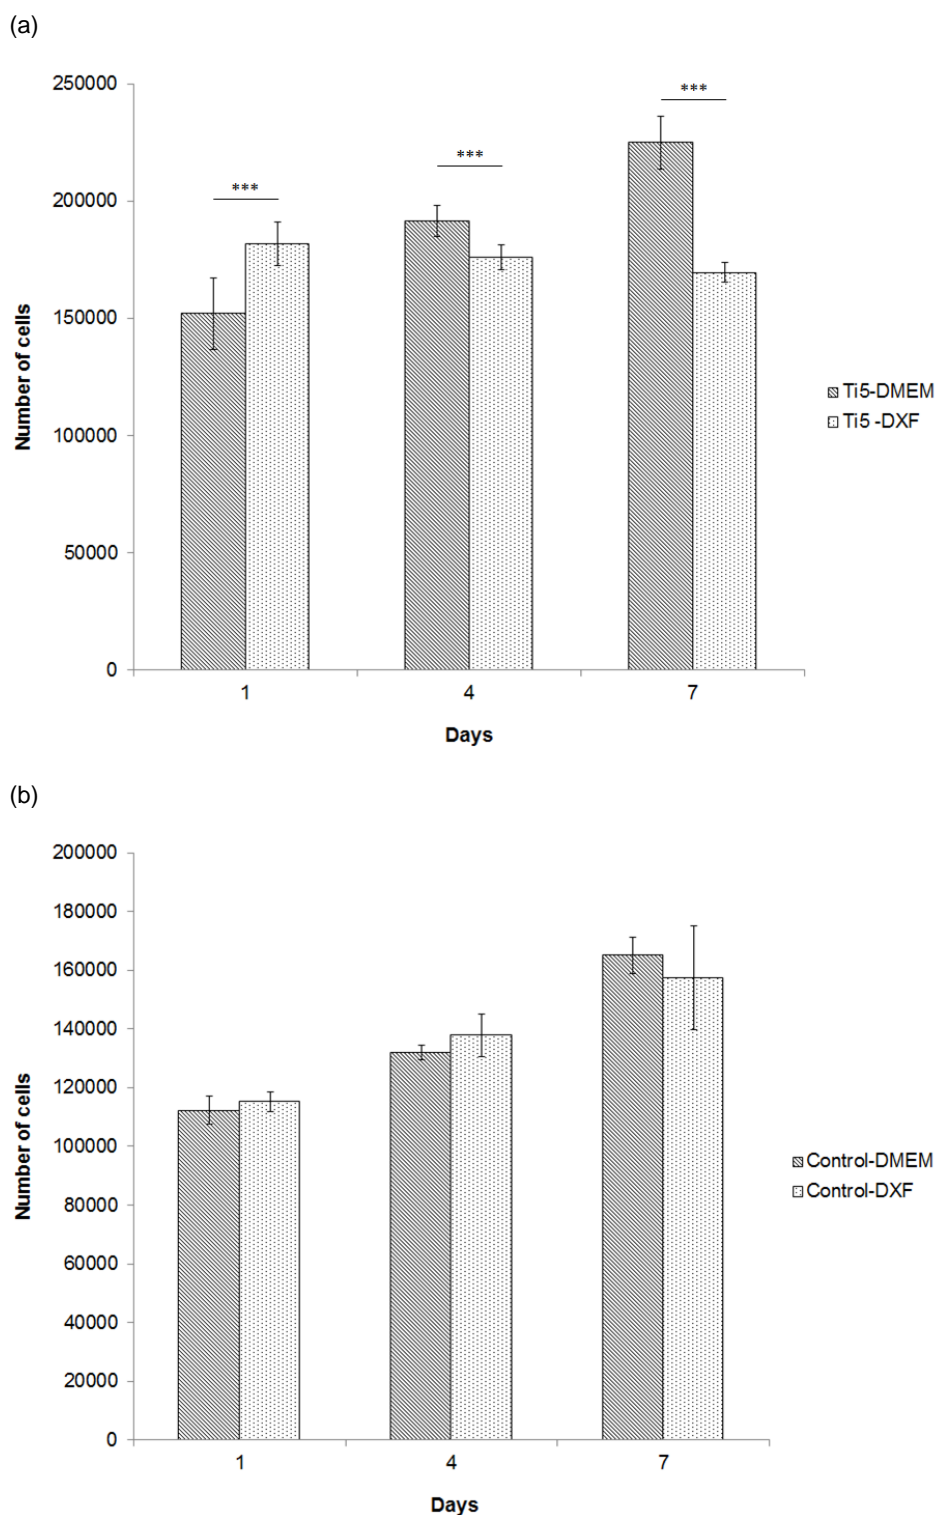 (a)
250000
200000
150000
100000
50000
0
Number of cells
***
***
***
1
4
7
Days
Ti5-DMEM
Ti5 -DXF
(b)
200000
180000
160000
140000
120000
100000
80000
60000
40000
20000
0
Number of cells
1
4
7
Days
Control-DMEM
Control-DXF